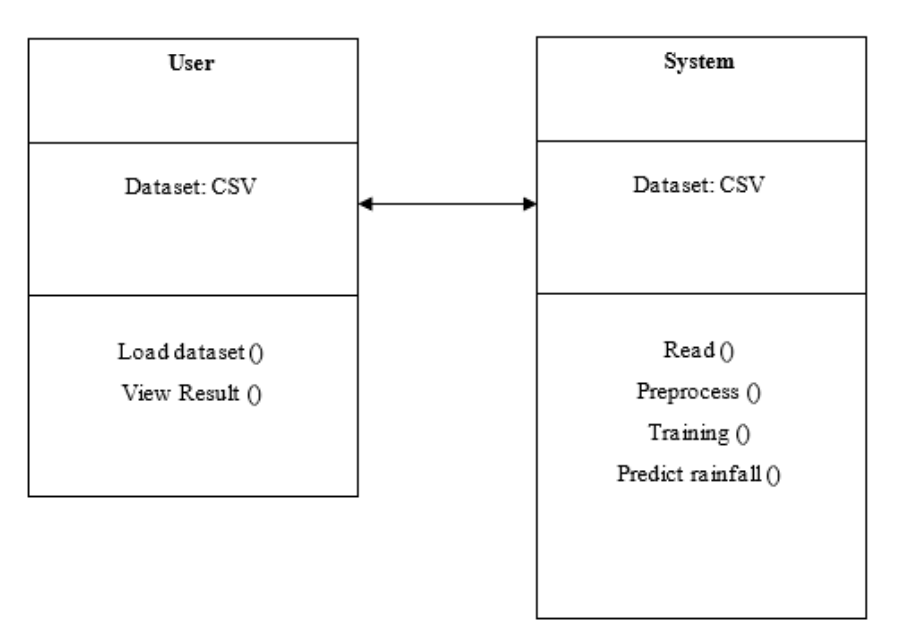 User
Dataset: CSV
Load dataset ()
View Result ()
System
Dataset: CSV
Read ()
Preprocess ()
Training ()
Predict rainfall ()